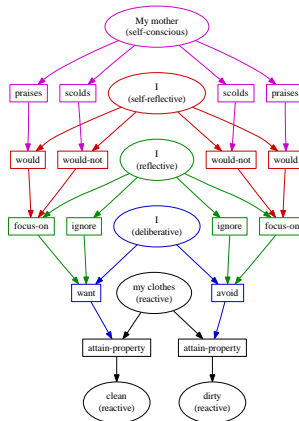 My mother
(self-conscious)
praises scolds scolds praises
I
(self-reflective)
would would-not would-not would
I
(reflective)
focus-on ignore ignore focus-on
I
(deliberative)
want my clothes avoid
(reactive)
attain-property attain-property
clean dirty
(reactive) (reactive)